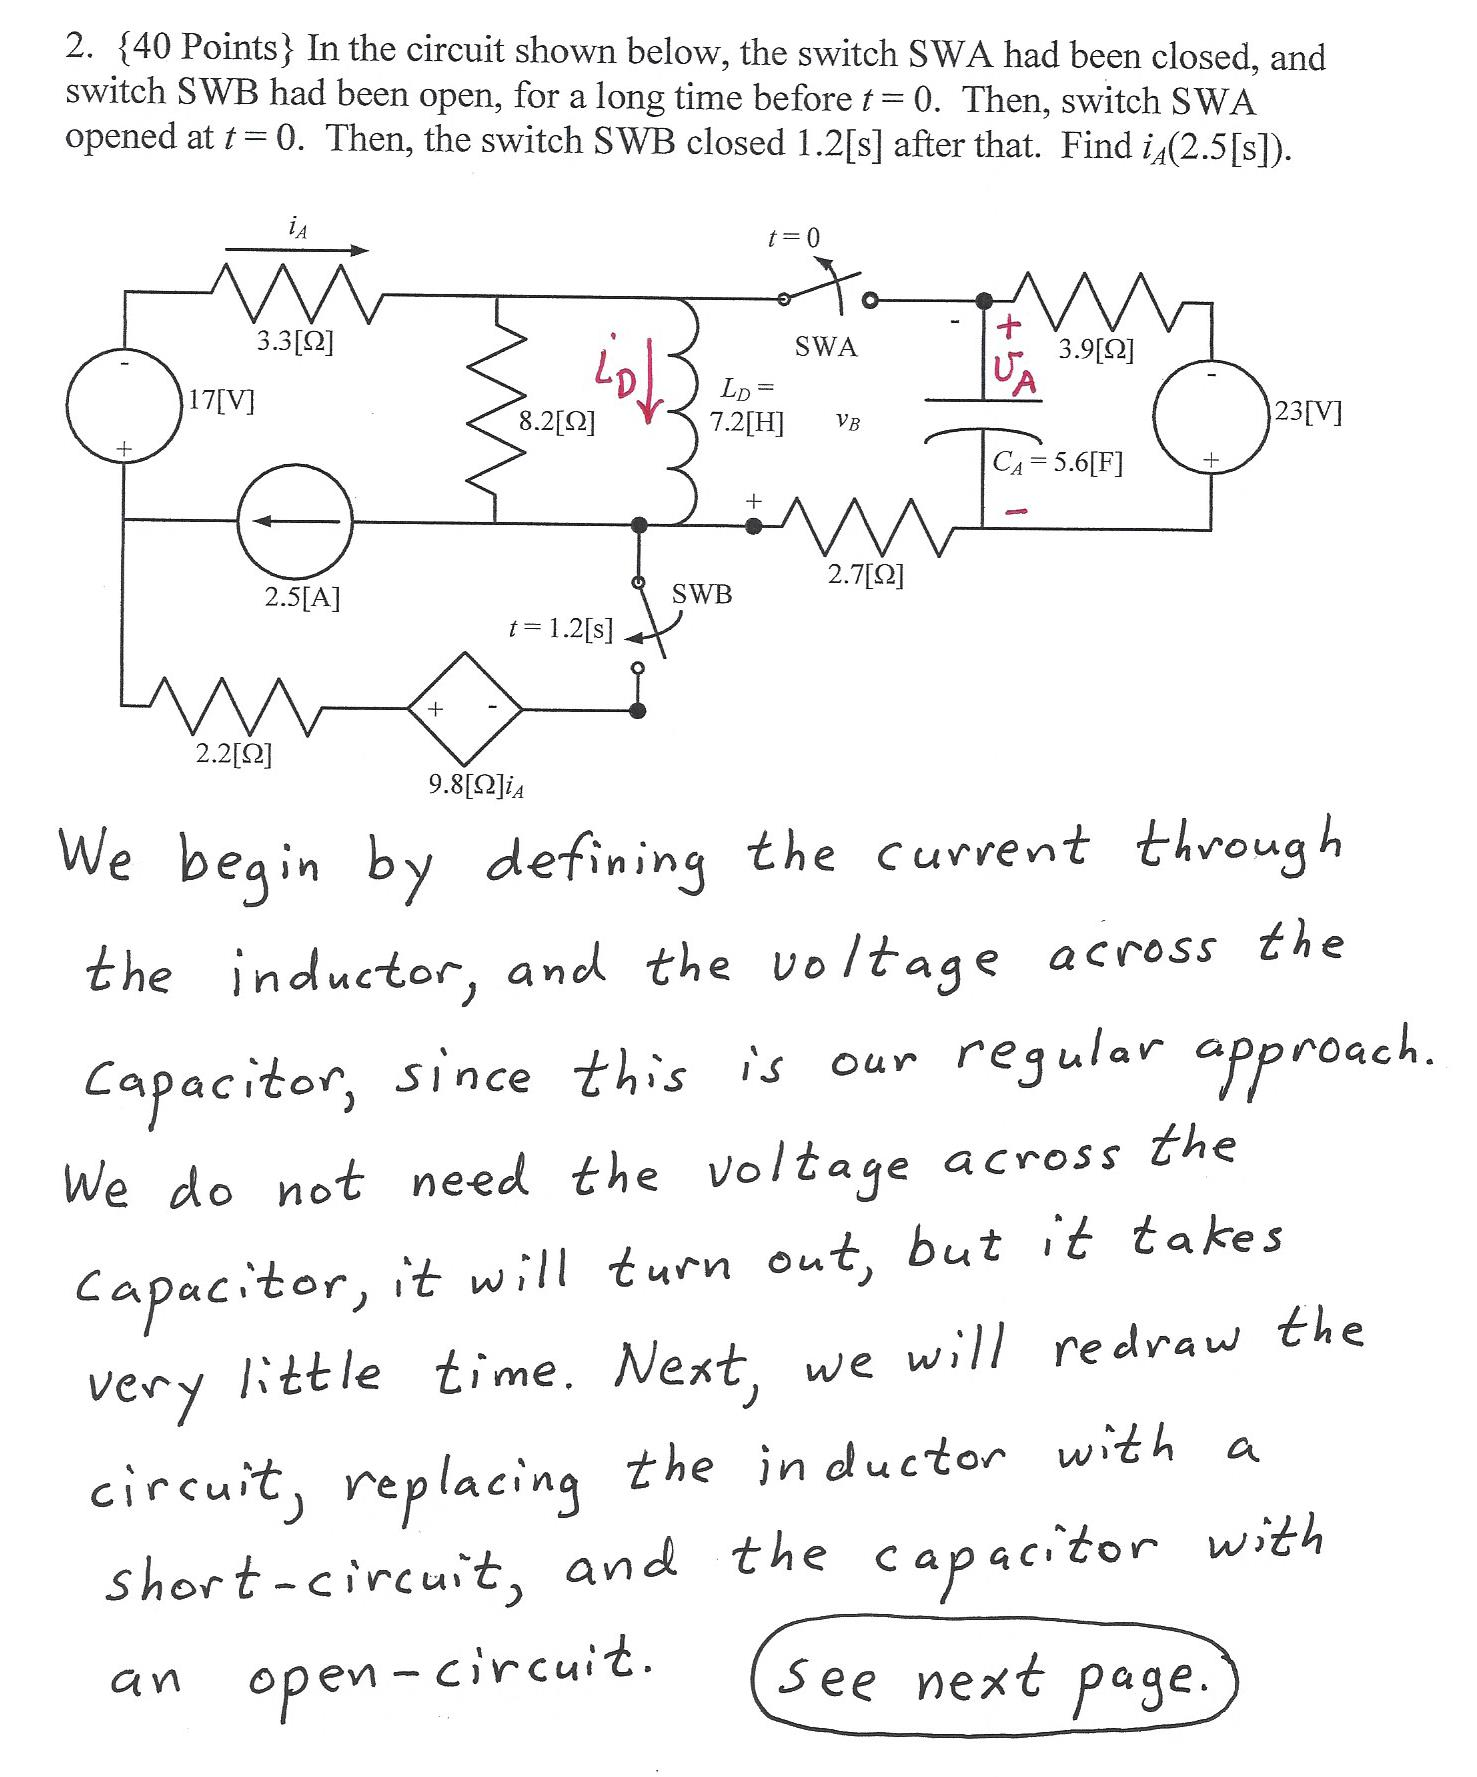 2. {40 Points} In the circuit shown below, the switch SWA had been closed, and
switch SWB had been open, for a long time before t = 0. Then, switch SWA
opened at t = 0. Then, the switch SWB closed 1.2[s] after that. Find iA(2.5[s]).
iA
t = 0
3.3[Ω]
SWA
3.9[Ω]
-
+
vA
-
-
17[V]
+
8.2[Ω]
iD
LD =
7.2[H]
vB
23[V]
CA = 5.6[F]
+
+
-
2.7[Ω]
2.5[A]
SWB
t = 1.2[s]
+ -
2.2[Ω]
9.8[Ω]iA
We begin by defining the current through
the inductor, and the voltage across the
capacitor, since this is our regular approach.
We do not need the voltage across the
capacitor, it will turn out, but it takes
very little time. Next, we will redraw the
circuit, replacing the inductor with a
short-circuit, and the capacitor with
an open-circuit.
See next page.